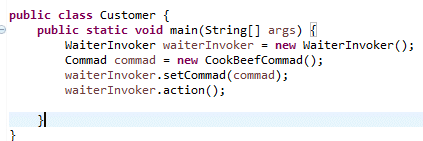 public class Customer {
public static void main(String[] args) {
WaiterInvoker waiterInvoker = new WaiterInvoker();
Commad commad = new CookBeefCommad();
waiterInvoker.setCommad(commad);
waiterInvoker.action();
}
}